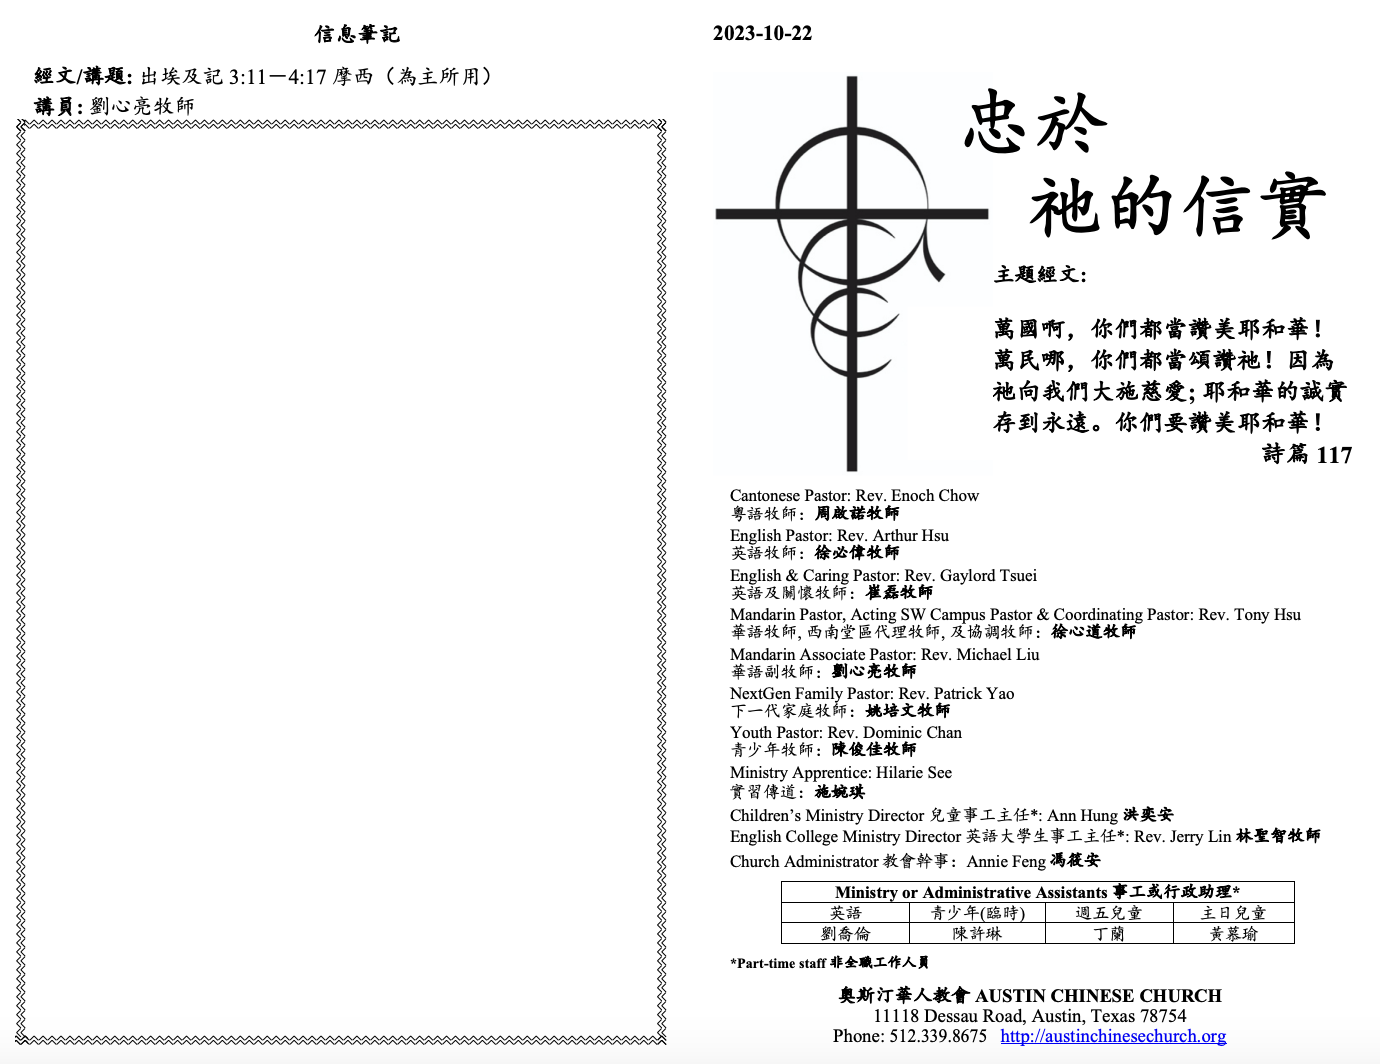 信息筆記
經文/講題: 出埃及記 3:11－4:17 摩西（為主所用）
講員: 劉心亮牧師
2023-10-22
忠於
祂的信實
主題經文:
萬國啊，你們都當讚美耶和華！
萬民哪，你們都當頌讚祂！因為
祂向我們大施慈愛; 耶和華的誠實
存到永遠。你們要讚美耶和華！
詩篇 117
Cantonese Pastor: Rev. Enoch Chow
粵語牧師：周啟諾牧師
English Pastor: Rev. Arthur Hsu
英語牧師：徐必偉牧師
English & Caring Pastor: Rev. Gaylord Tsuei
英語及關懷牧師：崔磊牧師
Mandarin Pastor, Acting SW Campus Pastor & Coordinating Pastor: Rev. Tony Hsu
華語牧師, 西南堂區代理牧師, 及協調牧師：徐心道牧師
Mandarin Associate Pastor: Rev. Michael Liu
華語副牧師：劉心亮牧師
NextGen Family Pastor: Rev. Patrick Yao
下一代家庭牧師：姚培文牧師
Youth Pastor: Rev. Dominic Chan
青少年牧師：陳俊佳牧師
Ministry Apprentice: Hilarie See
實習傳道：施婉琪
Children’s Ministry Director 兒童事工主任*: Ann Hung 洪奕安
English College Ministry Director 英語大學生事工主任*: Rev. Jerry Lin 林聖智牧師
Church Administrator 教會幹事：Annie Feng 馮筱安
Ministry or Administrative Assistants 事工或行政助理*
英語 青少年(臨時) 週五兒童 主日兒童
劉喬倫 陳許琳 丁蘭 黃慕瑜
*Part-time staff 非全職工作人員
奧斯汀華人教會 AUSTIN CHINESE CHURCH
11118 Dessau Road, Austin, Texas 78754
Phone: 512.339.8675 http://austinchinesechurch.org